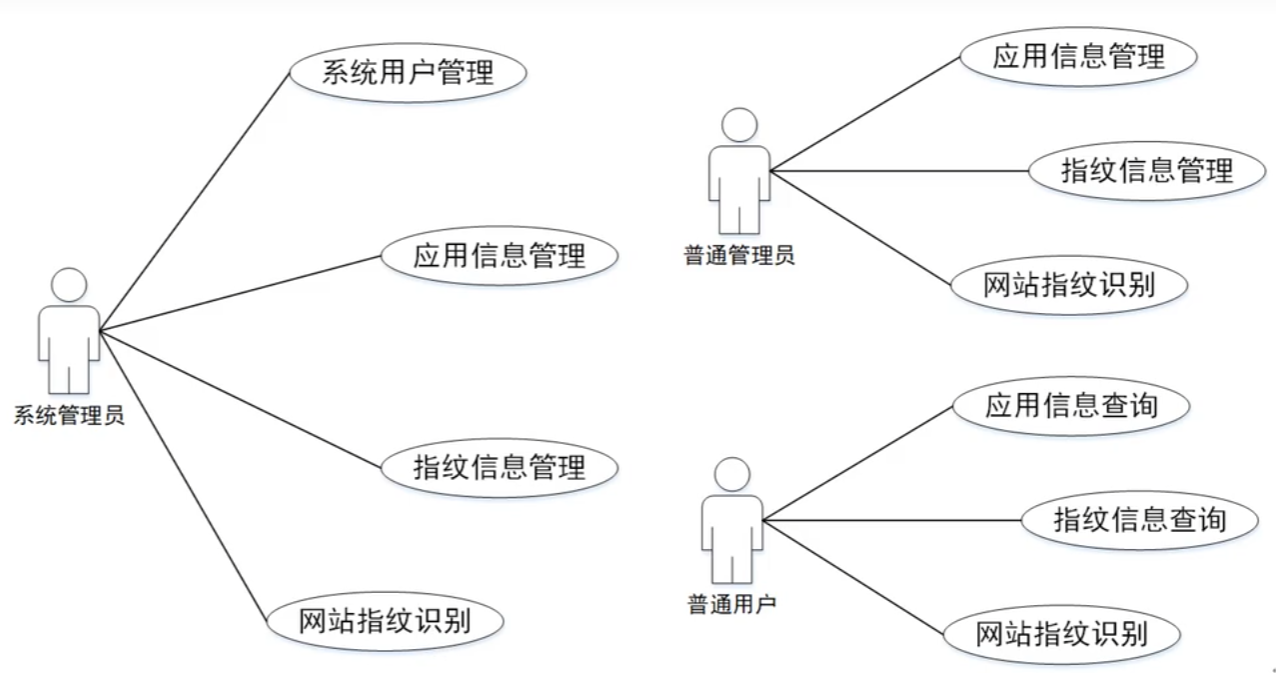 系统用户管理
应用信息管理
系统管理员
指纹信息管理
网站指纹识别
应用信息管理
指纹信息管理
普通管理员
网站指纹识别
应用信息查询
指纹信息查询
普通用户
网站指纹识别